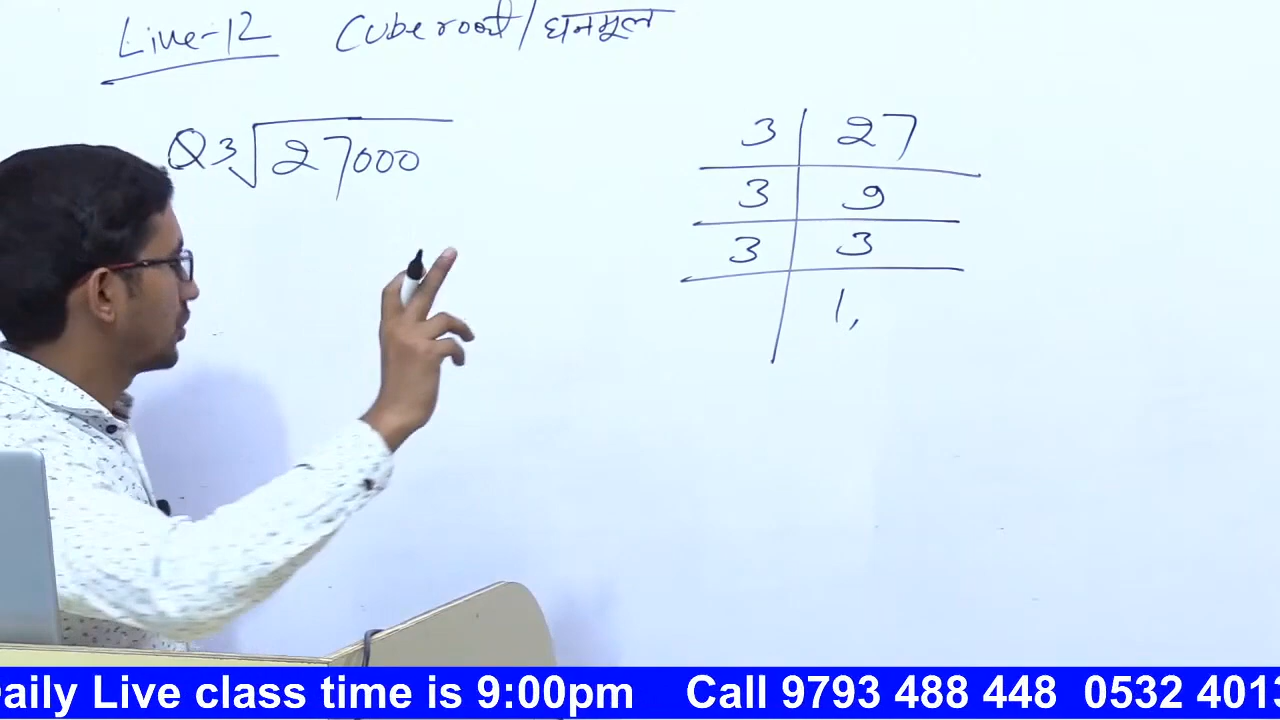 Live-12 Cube root/घनमूल
Q 3√27000
3 | 27
3 | 9
3 | 3
1,
Daily Live class time is 9:00pm Call 9793 488 448 0532 4013